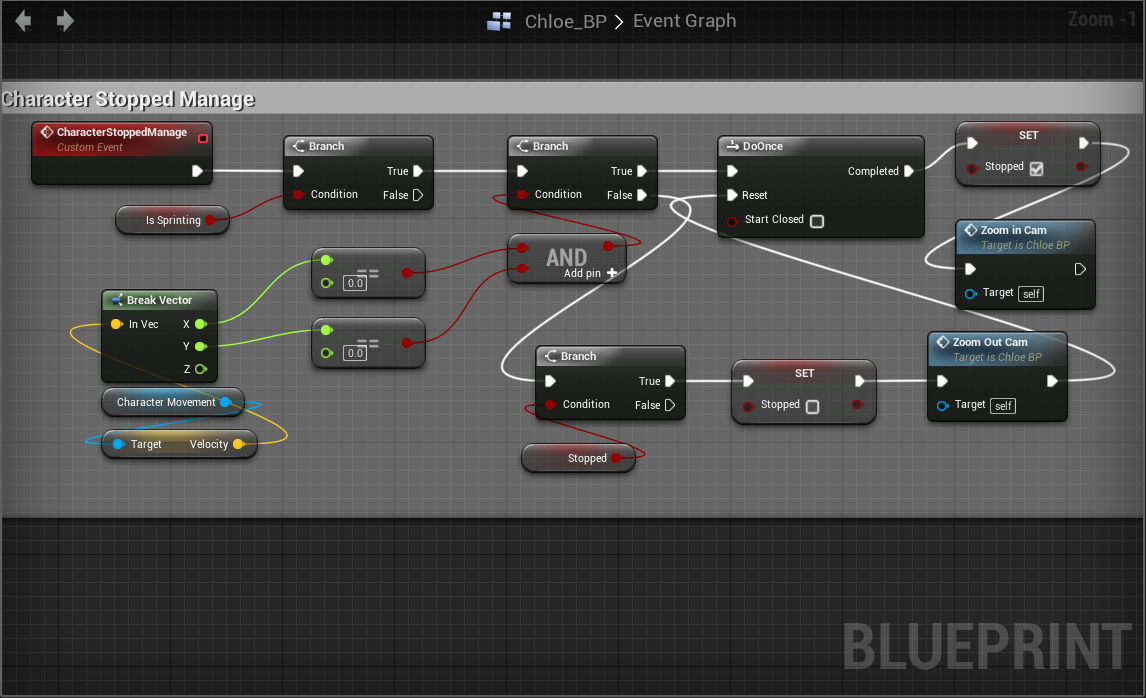 Chloe_BP > Event Graph
Zoom -1
Character Stopped Manage
CharacterStoppedManage
Custom Event
Is Sprinting
Branch
True
Condition
False
Branch
True
Condition
False
DoOnce
Completed
Reset
Start Closed
SET
Stopped
Zoom in Cam
Target is Chloe BP
Target self
==
0.0
==
0.0
AND
Add pin +
Break Vector
In Vec
X
Y
Z
Character Movement
Target
Velocity
Branch
True
Condition
False
Stopped
SET
Stopped
Zoom Out Cam
Target is Chloe BP
Target self
BLUEPRINT